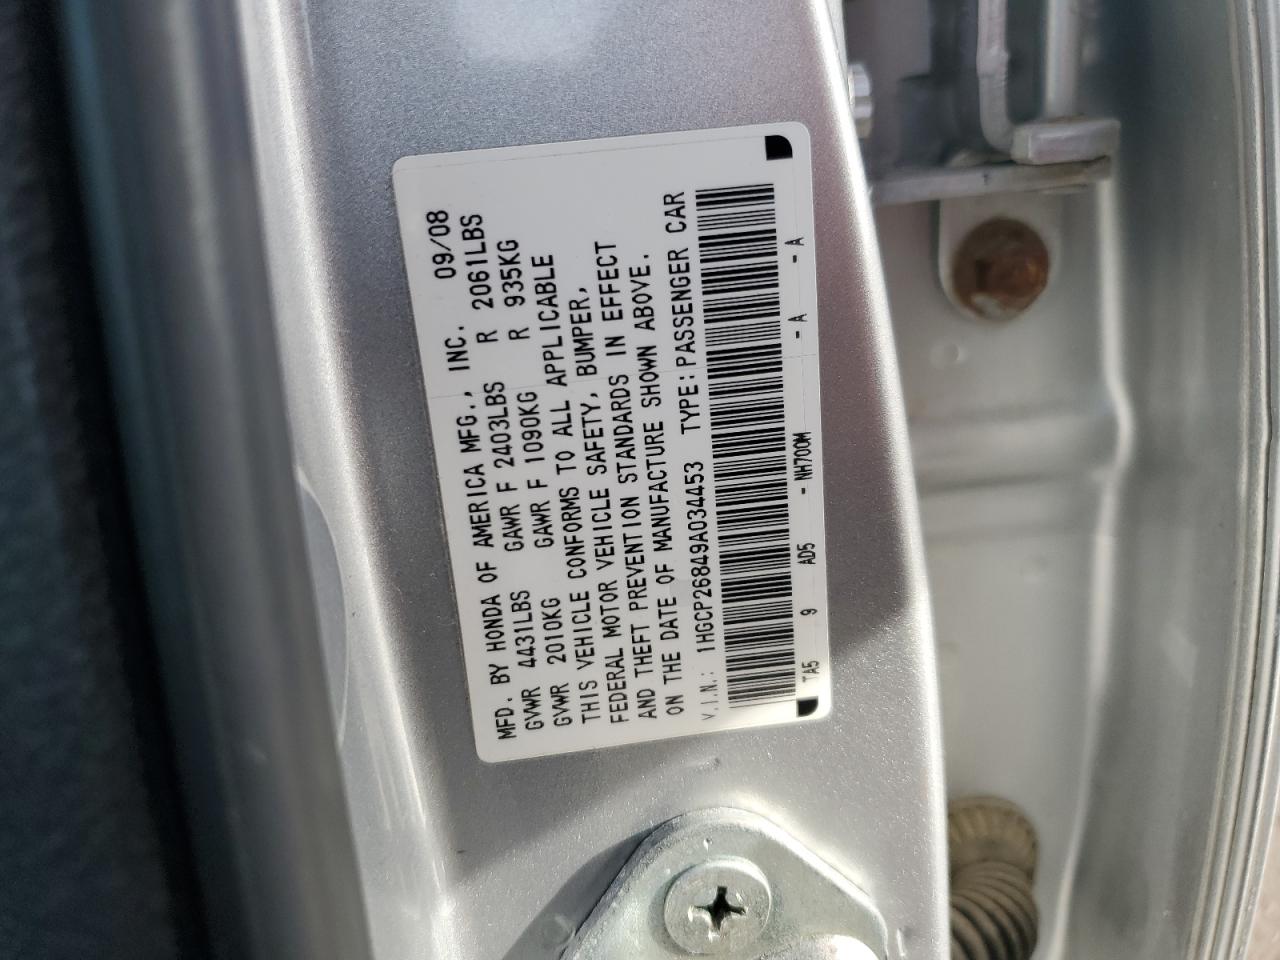 MFD. BY HONDA OF AMERICA MFG., INC. 09/08
GVWR 4431LBS GAWR F 2403LBS R 2061LBS
GVWR 2010KG GAWR F 1090KG R 935KG
THIS VEHICLE CONFORMS TO ALL APPLICABLE
FEDERAL MOTOR VEHICLE SAFETY, BUMPER,
AND THEFT PREVENTION STANDARDS IN EFFECT
ON THE DATE OF MANUFACTURE SHOWN ABOVE.
V.I.N.: 1HGCP26849A034453 TYPE:PASSENGER CAR
TA5 9 AD5 - NH700M - A - A